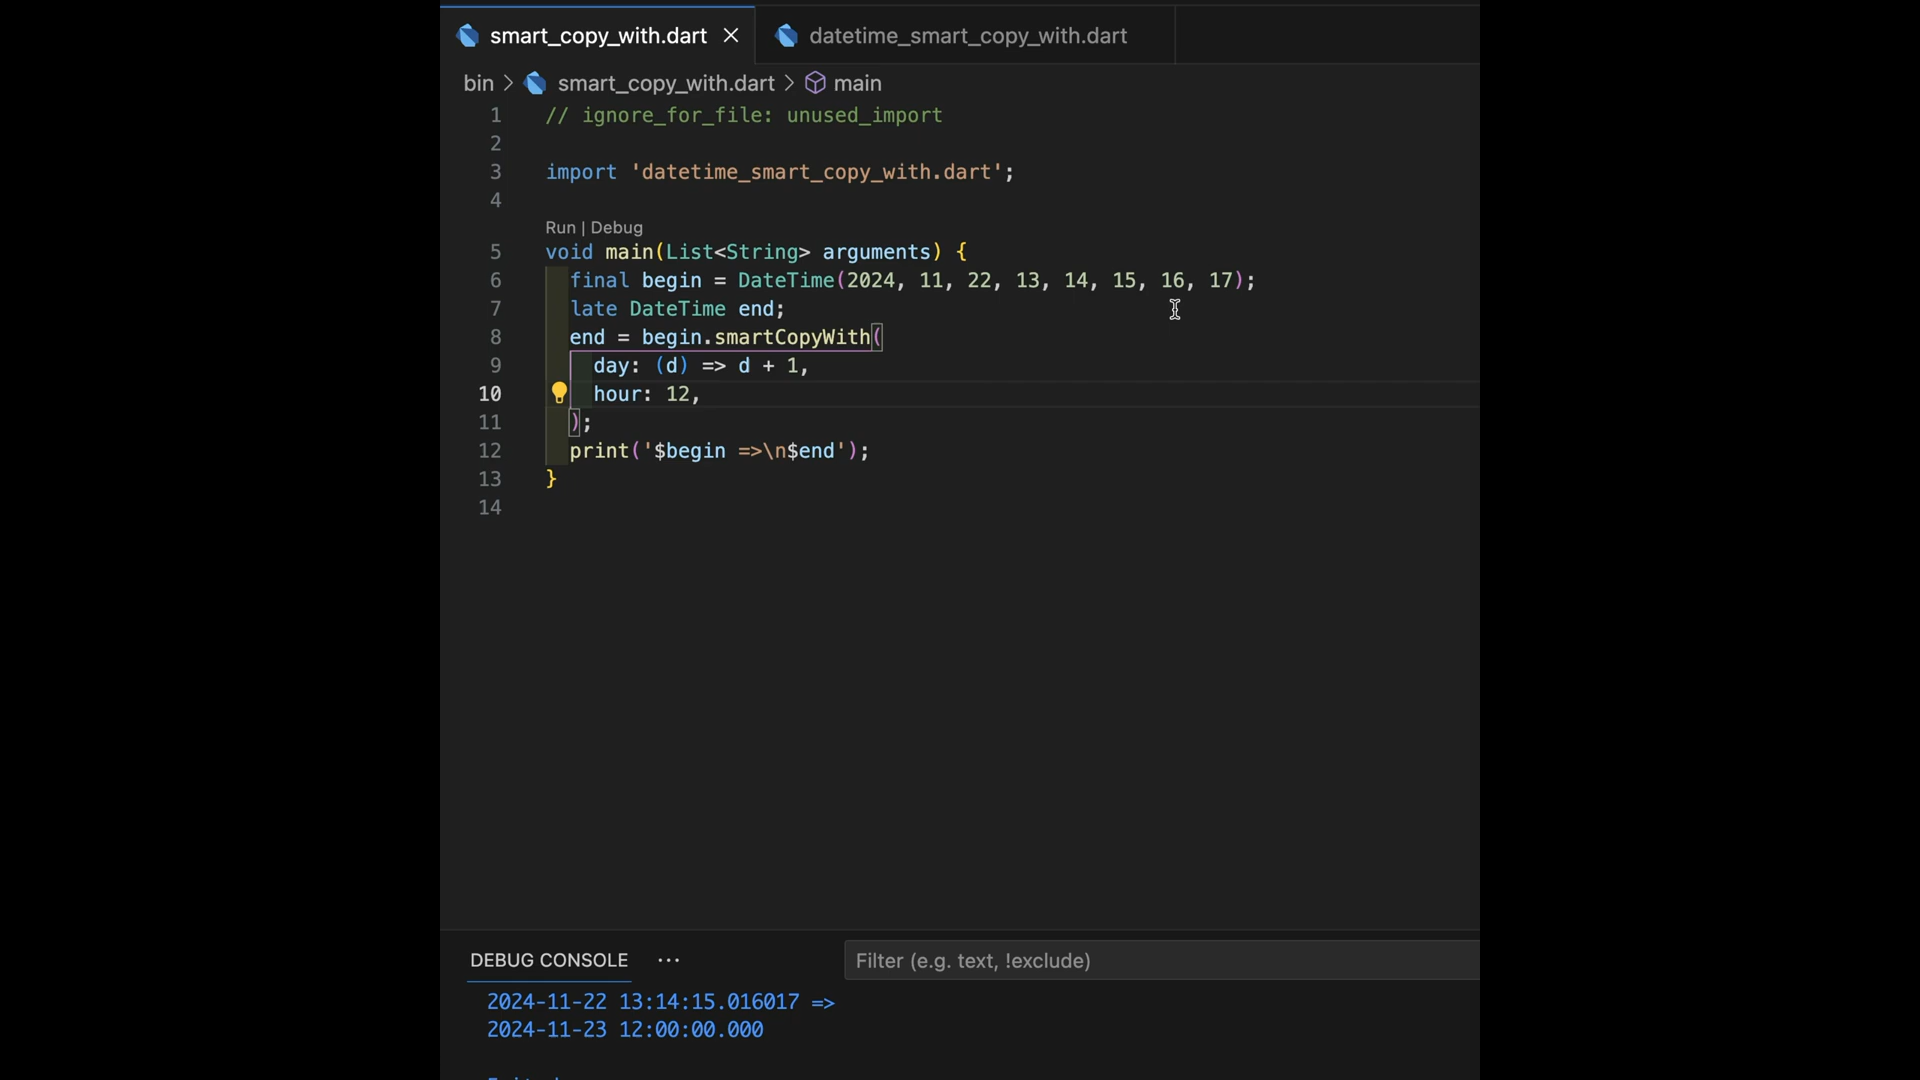 smart_copy_with.dart
datetime_smart_copy_with.dart
bin > smart_copy_with.dart > main
1 // ignore_for_file: unused_import
2
3 import 'datetime_smart_copy_with.dart';
4
Run | Debug
5 void main(List<String> arguments) {
6 final begin = DateTime(2024, 11, 22, 13, 14, 15, 16, 17);
7 late DateTime end;
8 end = begin.smartCopyWith(
9 day: (d) => d + 1,
10 hour: 12,
11 );
12 print('$begin =>\n$end');
13 }
14
DEBUG CONSOLE ···
Filter (e.g. text, !exclude)
2024-11-22 13:14:15.016017 =>
2024-11-23 12:00:00.000